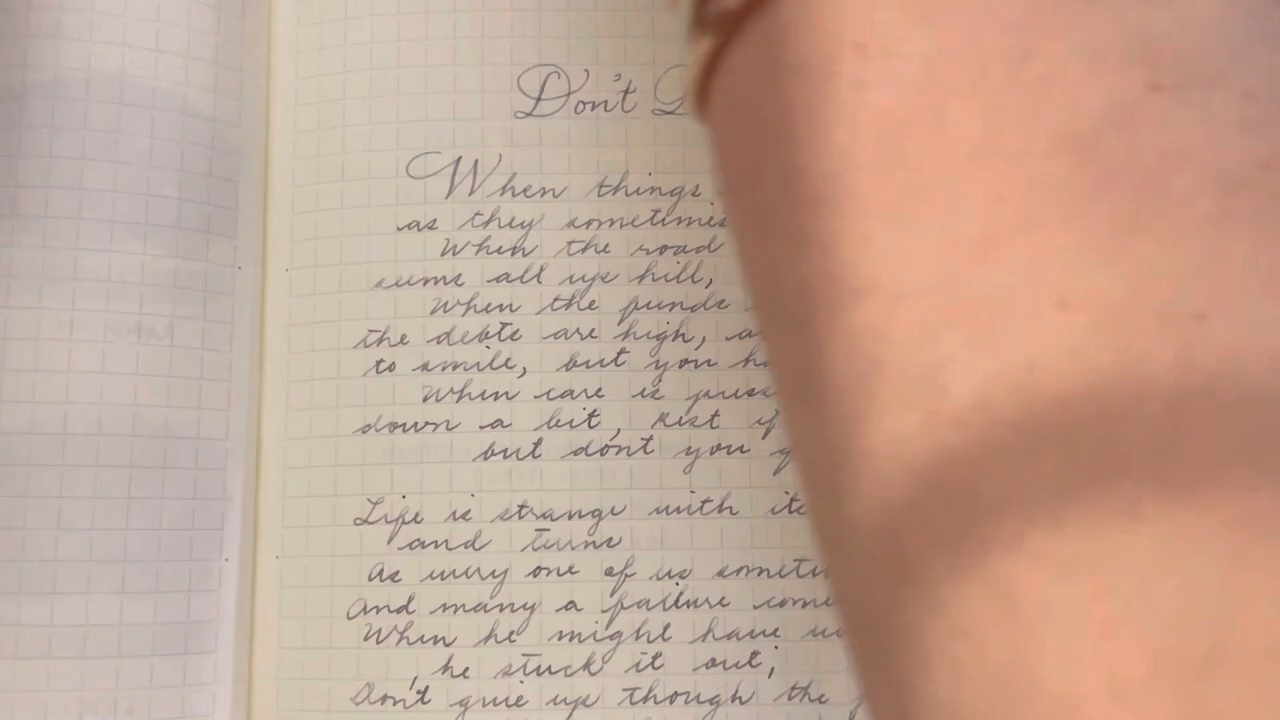 Don't G
When things
as they sometimes
When the road
seems all up hill,
When the funds
the debts are high, a
to smile, but you ha
When care is press
down a bit, Rest if
but don't you q
Life is strange with its
and turns
As every one of us someti
And many a failure come
When he might have w
he stuck it out;
Don't give up though the